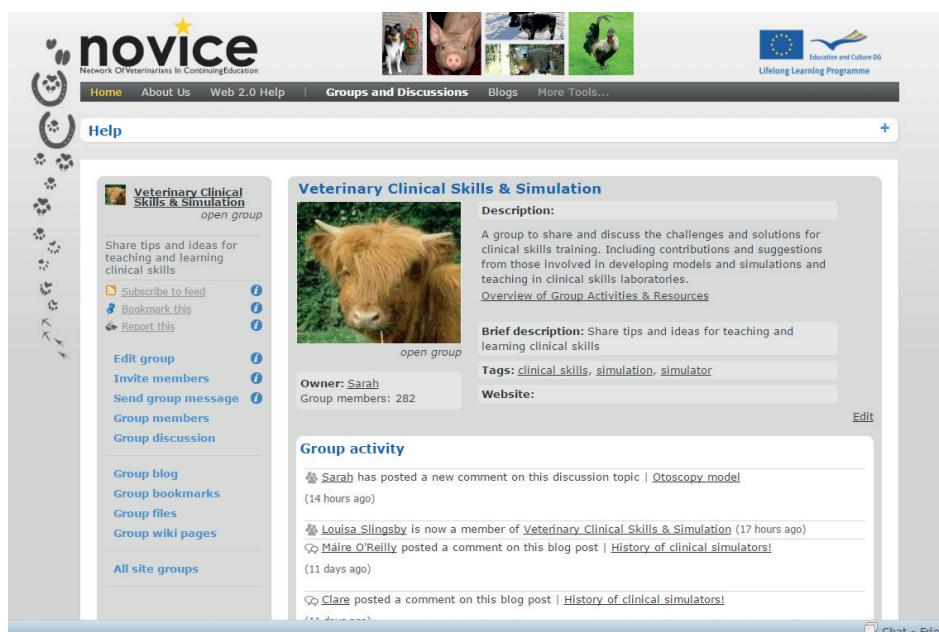 novice
Network Of Veterinarians In ContinuingEducation
Education and Culture DG
Lifelong Learning Programme
Home About Us Web 2.0 Help | Groups and Discussions Blogs More Tools...
Help +
Veterinary Clinical
Skills & Simulation
open group
Share tips and ideas for
teaching and learning
clinical skills
Subscribe to feed
Bookmark this
Report this
Edit group
Invite members
Send group message
Group members
Group discussion
Group blog
Group bookmarks
Group files
Group wiki pages
All site groups
Veterinary Clinical Skills & Simulation
open group
Owner: Sarah
Group members: 282
Description:
A group to share and discuss the challenges and solutions for
clinical skills training. Including contributions and suggestions
from those involved in developing models and simulations and
teaching in clinical skills laboratories.
Overview of Group Activities & Resources
Brief description: Share tips and ideas for teaching and
learning clinical skills
Tags: clinical skills, simulation, simulator
Website:
Edit
Group activity
Sarah has posted a new comment on this discussion topic | Otoscopy model
(14 hours ago)
Louisa Slingsby is now a member of Veterinary Clinical Skills & Simulation (17 hours ago)
Máire O'Reilly posted a comment on this blog post | History of clinical simulators!
(11 days ago)
Clare posted a comment on this blog post | History of clinical simulators!
(11 days ago)
Chat - Frie